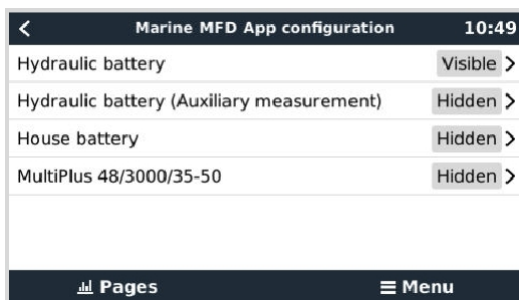 Marine MFD App configuration 10:49
Hydraulic battery Visible
Hydraulic battery (Auxiliary measurement) Hidden
House battery Hidden
MultiPlus 48/3000/35-50 Hidden
Pages Menu